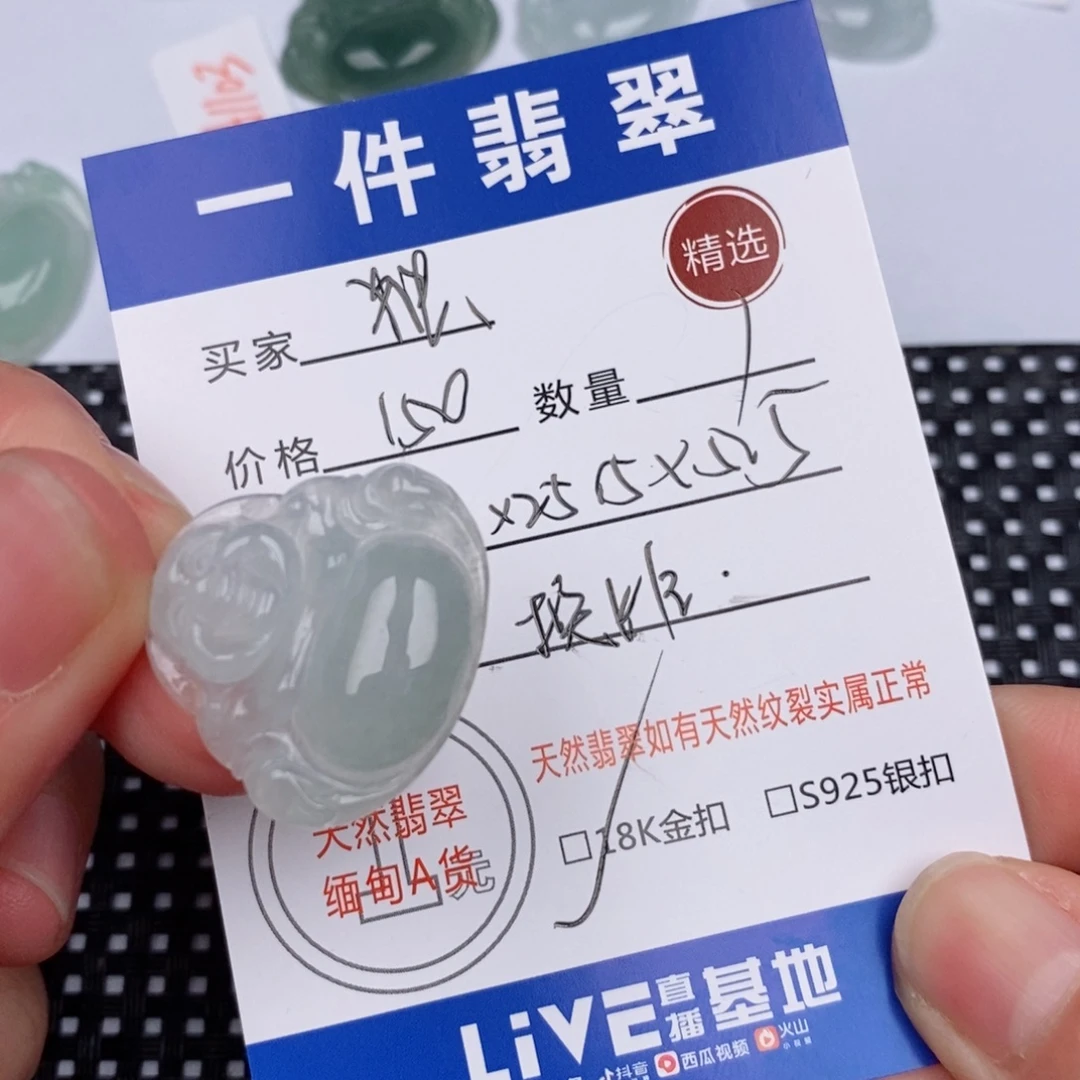 一件翡翠
精选
买家
价格 150 数量
天然翡翠如有天然纹裂实属正常
天然翡翠
缅甸A货
□18K金扣 □S925银扣
LiVE直播基地
抖音 西瓜视频 火山